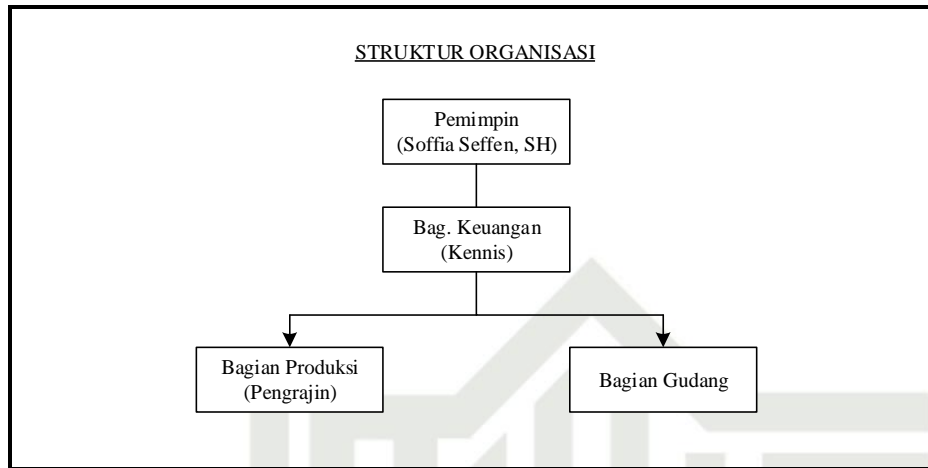 STRUKTUR ORGANISASI
Pemimpin
(Soffia Seffen, SH)
Bag. Keuangan
(Kennis)
Bagian Produksi
(Pengrajin)
Bagian Gudang